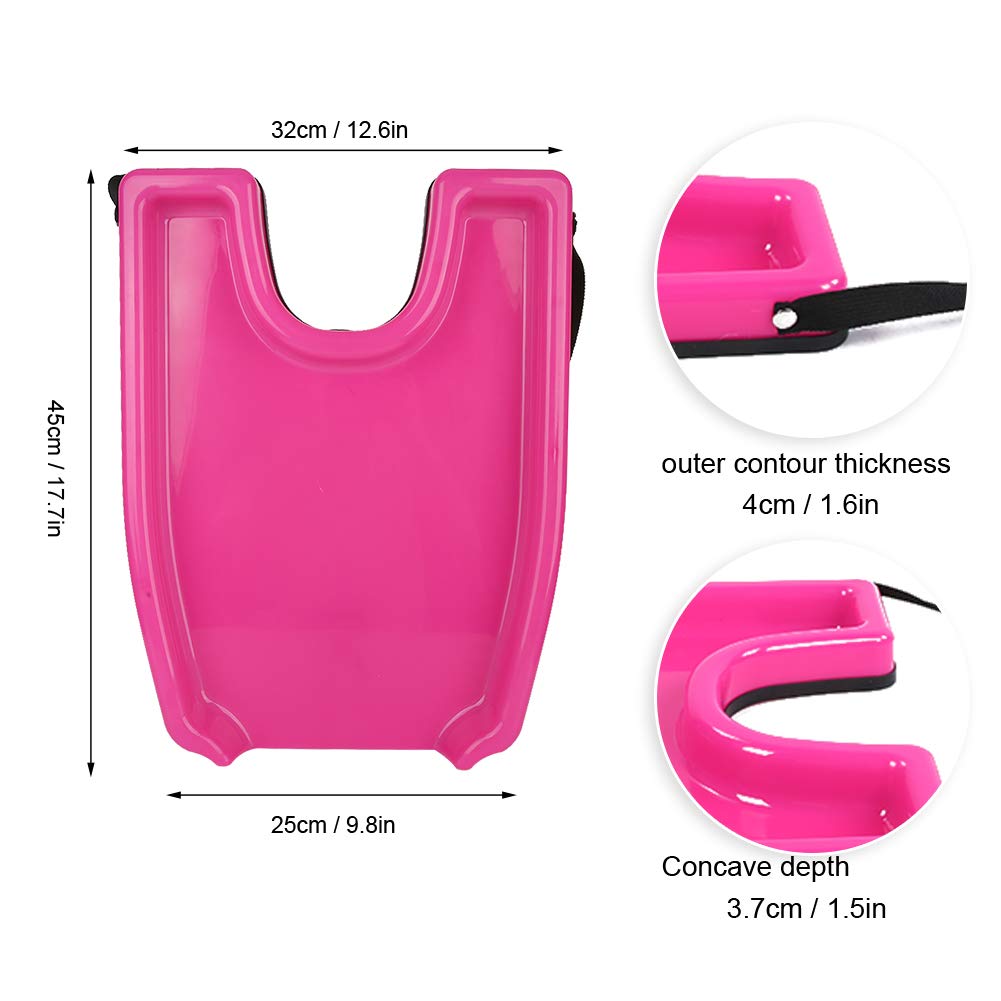 32cm / 12.6in
45cm / 17.7in
25cm / 9.8in
outer contour thickness
4cm / 1.6in
Concave depth
3.7cm / 1.5in